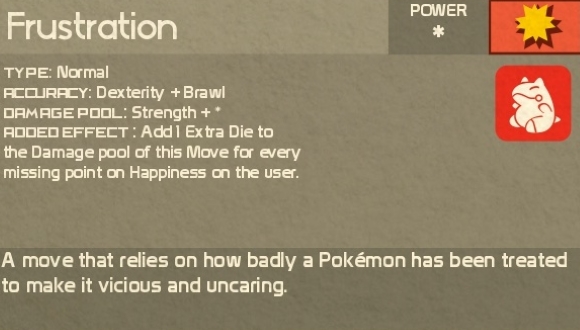 Frustration
POWER
*
TYPE: Normal
ACCURACY: Dexterity + Brawl
DAMAGE POOL: Strength + *
ADDED EFFECT : Add 1 Extra Die to
the Damage pool of this Move for every
missing point on Happiness on the user.
A move that relies on how badly a Pokémon has been treated
to make it vicious and uncaring.